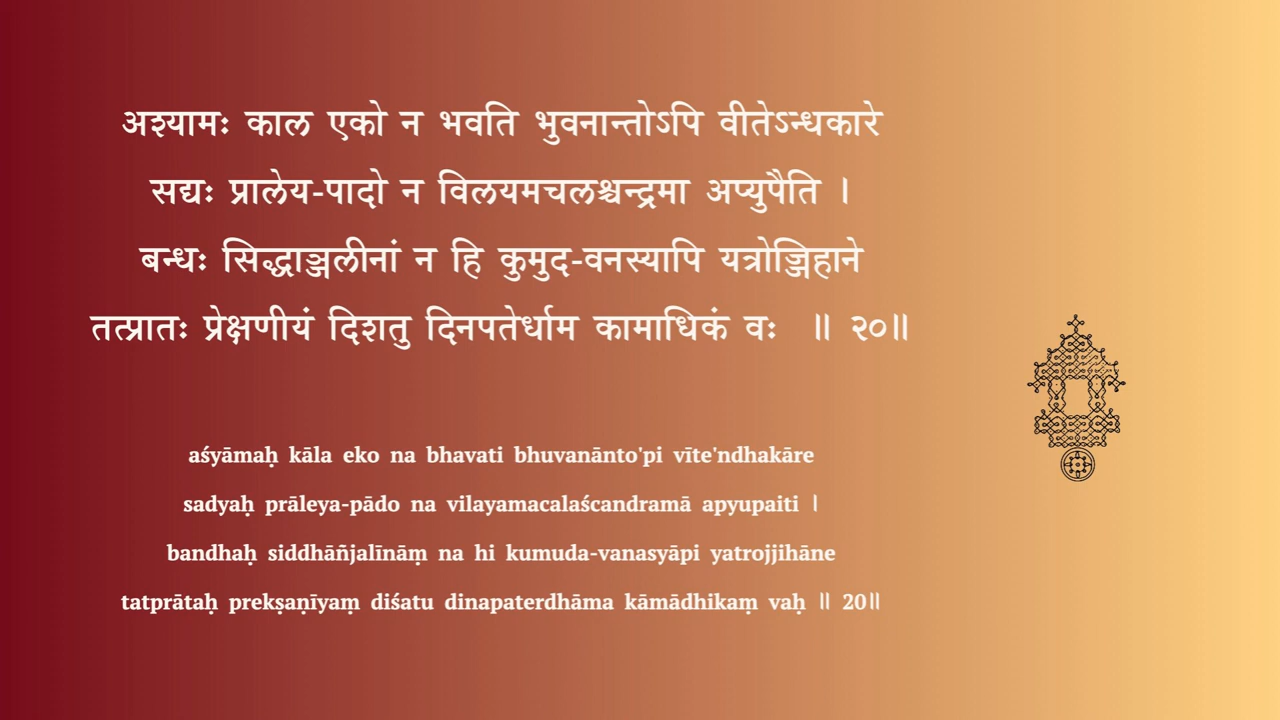 अश्यामः काल एको न भवति भुवनान्तोऽपि वीतेऽन्धकारे
सद्यः प्रालेय-पादो न विलयमचलश्चन्द्रमा अप्युपैति ।
बन्धः सिद्धाञ्जलीनां न हि कुमुद-वनस्यापि यत्रोज्जिहाने
तत्प्रातः प्रेक्षणीयं दिशतु दिनपतेर्धाम कामाधिकं वः ॥ २०॥
aśyāmaḥ kāla eko na bhavati bhuvanānto'pi vīte'ndhakāre
sadyaḥ prāleya-pādo na vilayamacalaścandramā apyupaiti ।
bandhaḥ siddhāñjalīnāṃ na hi kumuda-vanasyāpi yatrojjihāne
tatprātaḥ prekṣaṇīyaṃ diśatu dinapaterdhāma kāmādhikaṃ vaḥ ॥ 20॥